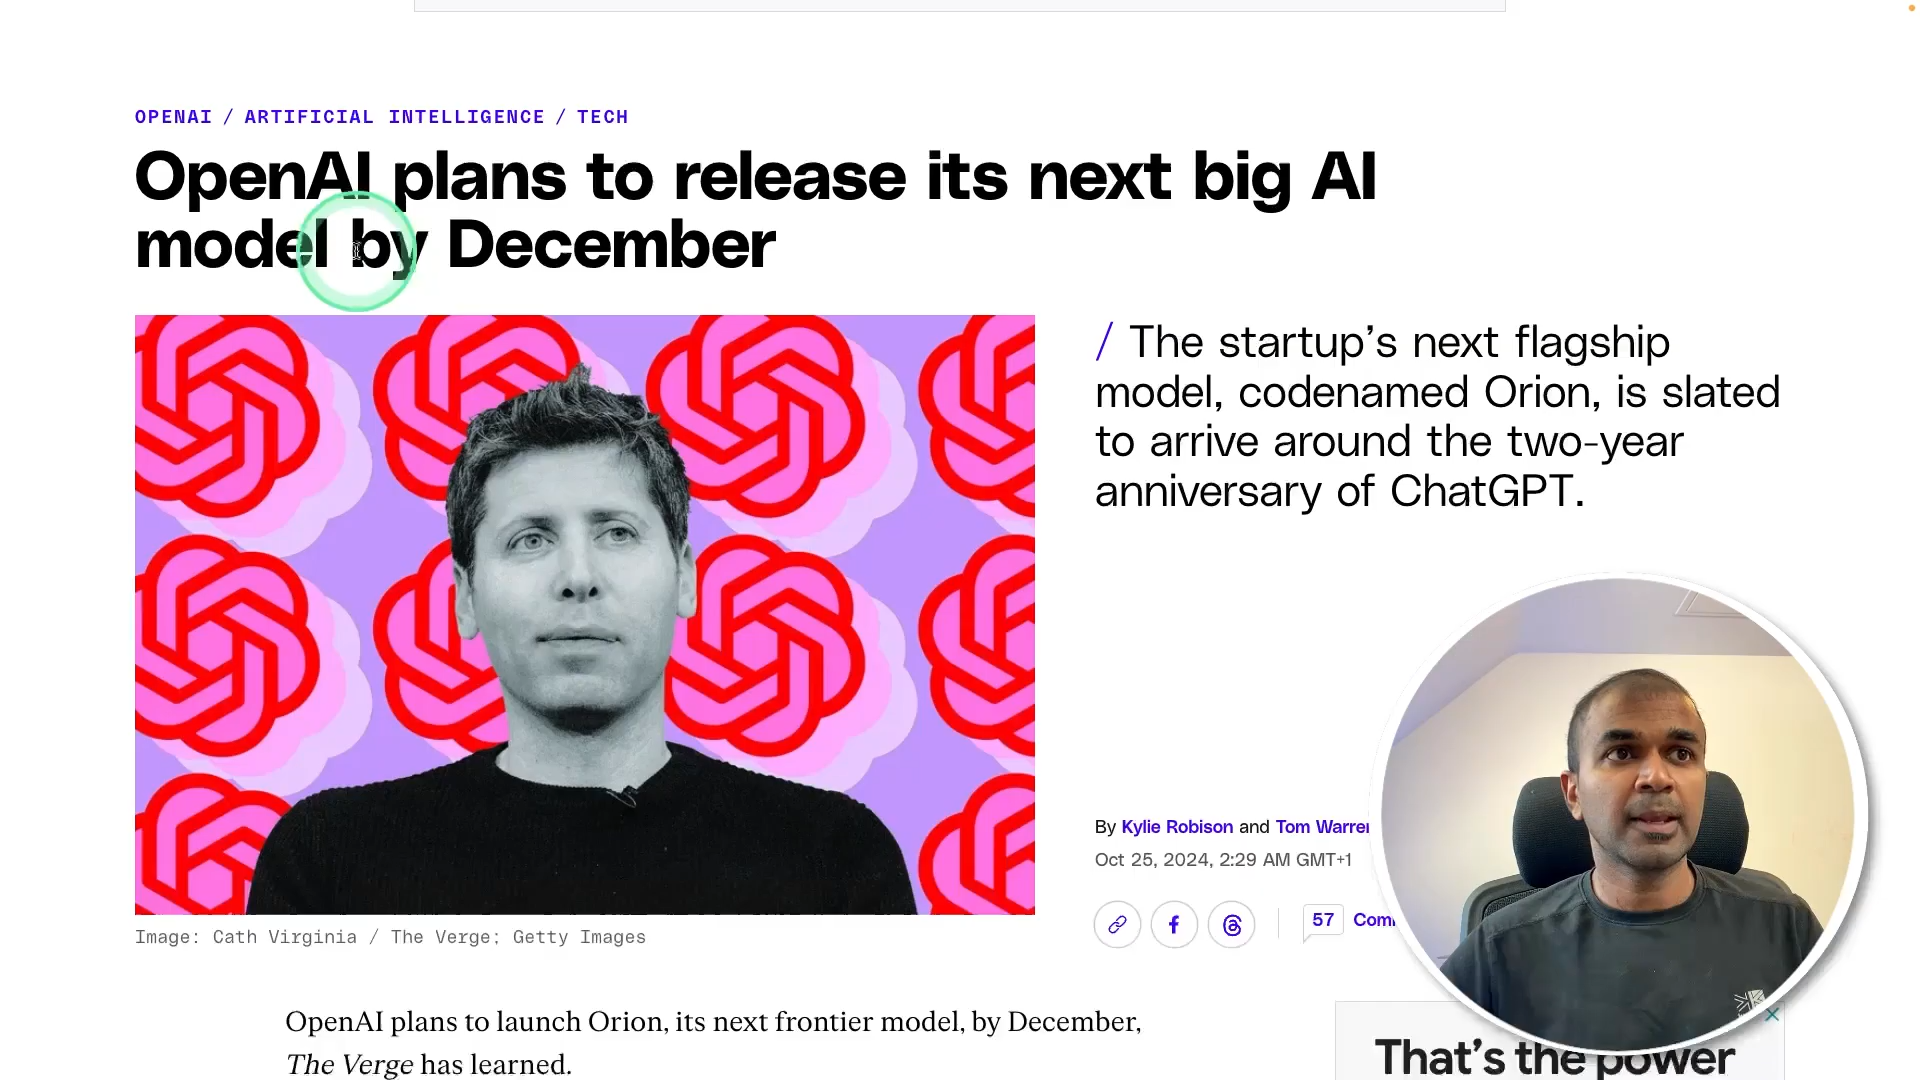 OPENAI / ARTIFICIAL INTELLIGENCE / TECH
OpenAI plans to release its next big AI
model by December
/ The startup’s next flagship
model, codenamed Orion, is slated
to arrive around the two-year
anniversary of ChatGPT.
By Kylie Robison and Tom
Oct 25, 2024, 2:29 AM GMT+1
57
Image: Cath Virginia / The Verge; Getty Images
OpenAI plans to launch Orion, its next frontier model, by December,
The Verge has learned.
That’s the power